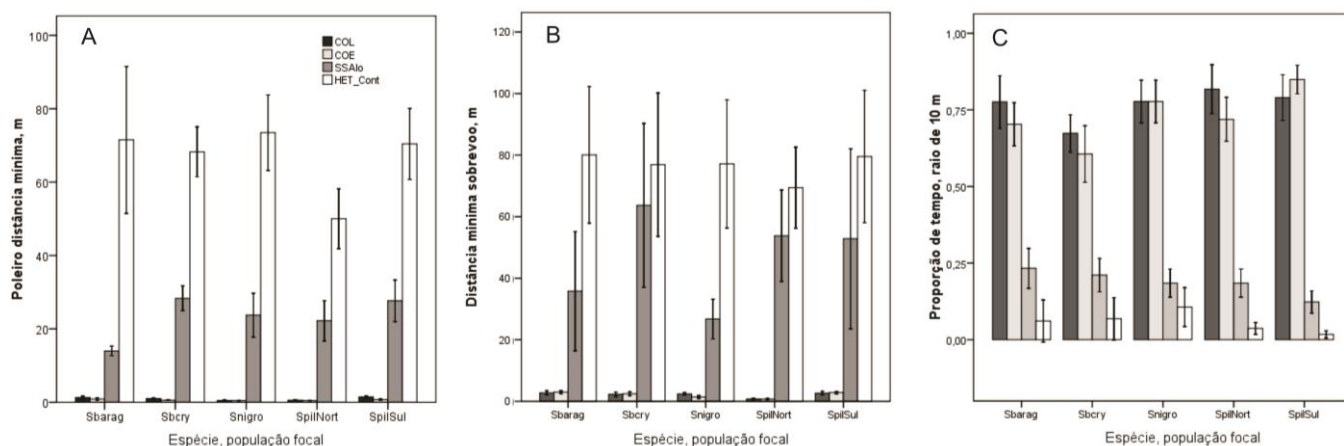 A
COL
COE
SSAlo
HET_Cont
Poleiro distância mínima, m
100
80
60
40
20
0
Sbarag Sbcry Snigro SpilNort SpilSul
Espécie, população focal
B
Distância mínima sobrevoo, m
120
100
80
60
40
20
0
Sbarag Sbcry Snigro SpilNort SpilSul
Espécie, população focal
C
Proporção de tempo, raio de 10 m
1,00
0,75
0,50
0,25
0,00
Sbarag Sbcry Snigro SpilNort SpilSul
Espécie, população focal